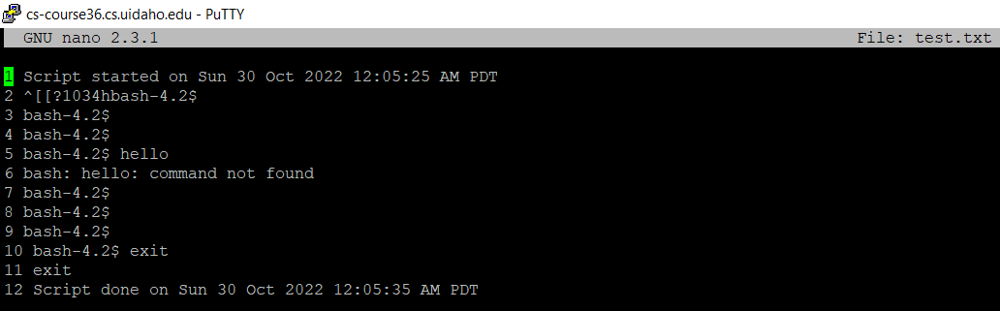 cs-course36.cs.uidaho.edu - PuTTY
GNU nano 2.3.1 File: test.txt
1 Script started on Sun 30 Oct 2022 12:05:25 AM PDT
2 ^[[?1034hbash-4.2$
3 bash-4.2$
4 bash-4.2$
5 bash-4.2$ hello
6 bash: hello: command not found
7 bash-4.2$
8 bash-4.2$
9 bash-4.2$
10 bash-4.2$ exit
11 exit
12 Script done on Sun 30 Oct 2022 12:05:35 AM PDT